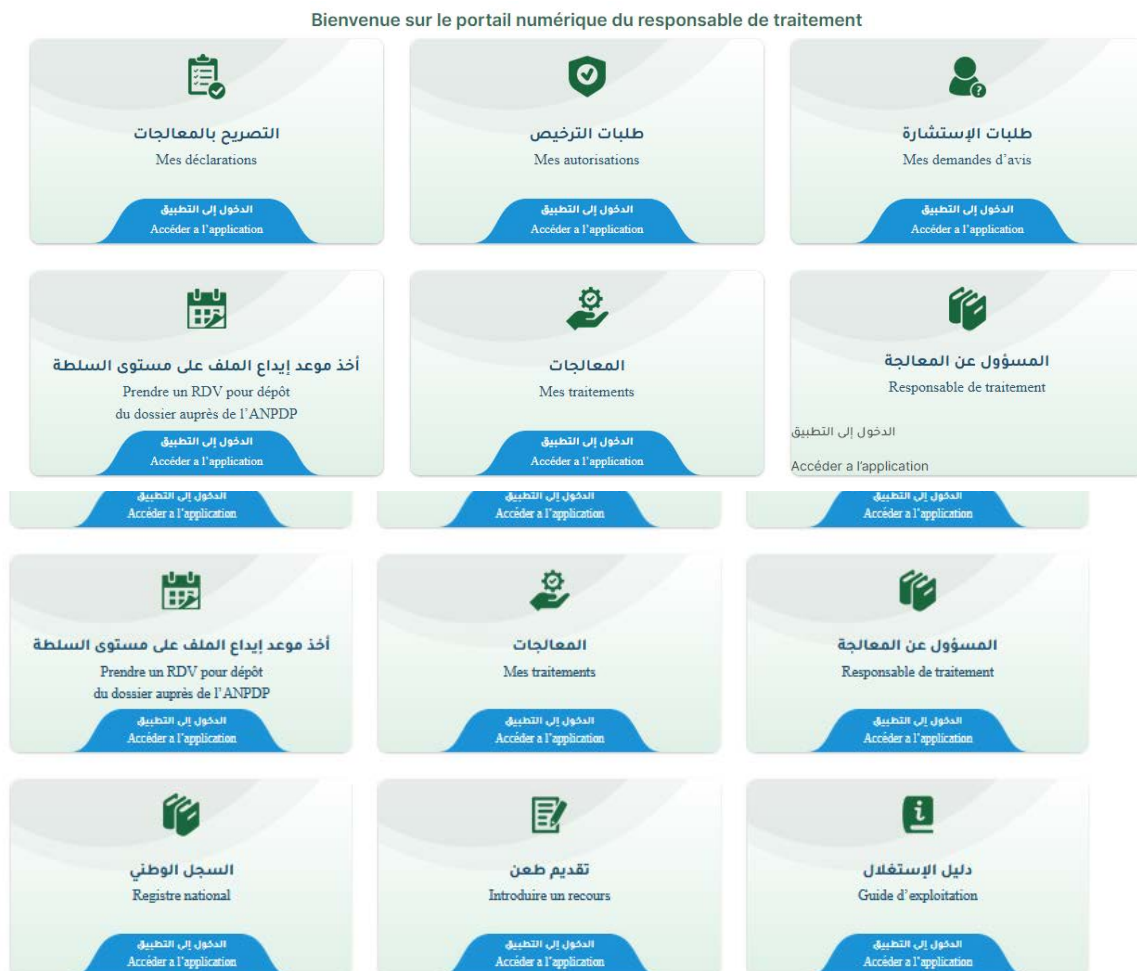 Bienvenue sur le portail numérique du responsable de traitement
التصريح بالمعالجات
Mes déclarations
الدخول إلى التطبيق
Accéder a l'application
طلبات الترخيص
Mes autorisations
الدخول إلى التطبيق
Accéder a l'application
طلبات الإستشارة
Mes demandes d'avis
الدخول إلى التطبيق
Accéder a l'application
أخذ موعد إيداع الملف على مستوى السلطة
Prendre un RDV pour dépôt
du dossier auprès de l'ANPDP
الدخول إلى التطبيق
Accéder a l'application
المعالجات
Mes traitements
الدخول إلى التطبيق
Accéder a l'application
المسؤول عن المعالجة
Responsable de traitement
الدخول إلى التطبيق
Accéder a l'application
الدخول إلى التطبيق
Accéder a l'application
الدخول إلى التطبيق
Accéder a l'application
الدخول إلى التطبيق
Accéder a l'application
أخذ موعد إيداع الملف على مستوى السلطة
Prendre un RDV pour dépôt
du dossier auprès de l'ANPDP
الدخول إلى التطبيق
Accéder a l'application
المعالجات
Mes traitements
الدخول إلى التطبيق
Accéder a l'application
المسؤول عن المعالجة
Responsable de traitement
الدخول إلى التطبيق
Accéder a l'application
السجل الوطني
Registre national
الدخول إلى التطبيق
Accéder a l'application
تقديم طعن
Introduire un recours
الدخول إلى التطبيق
Accéder a l'application
دليل الإستغلال
Guide d'exploitation
الدخول إلى التطبيق
Accéder a l'application